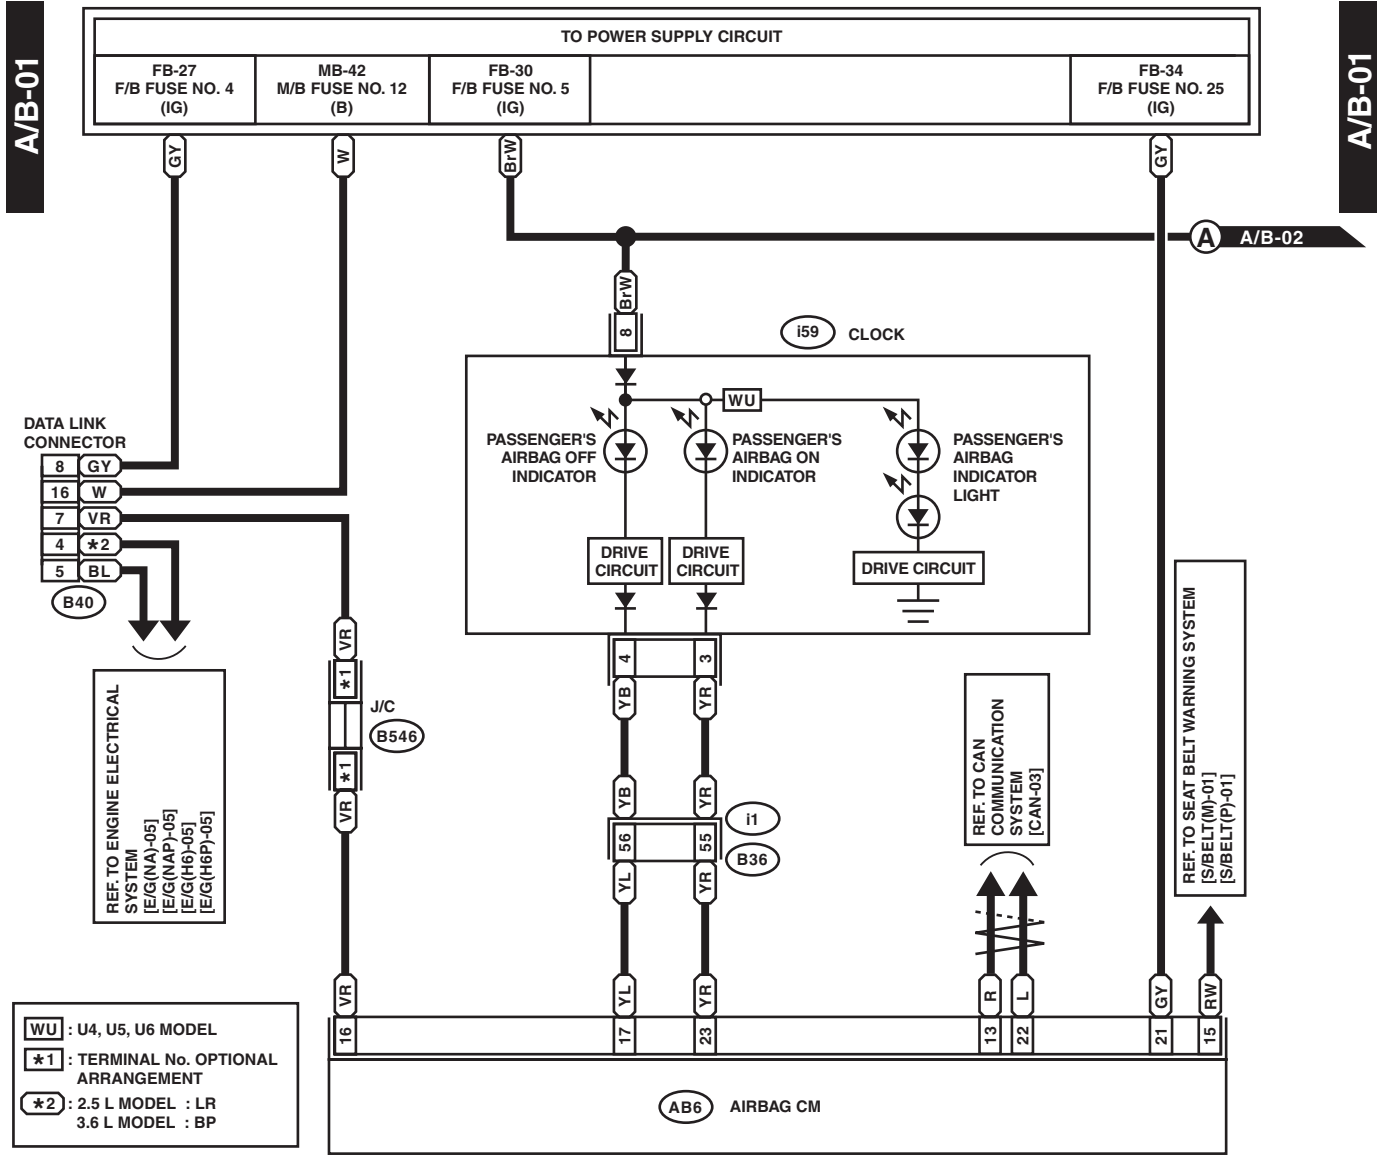 A/B-01
A/B-01
TO POWER SUPPLY CIRCUIT
FB-27
F/B FUSE NO. 4
(IG)
MB-42
M/B FUSE NO. 12
(B)
FB-30
F/B FUSE NO. 5
(IG)
FB-34
F/B FUSE NO. 25
(IG)
GY
W
BrW
GY
A
A/B-02
BrW
8
i59
CLOCK
WU
PASSENGER'S
AIRBAG OFF
INDICATOR
PASSENGER'S
AIRBAG ON
INDICATOR
PASSENGER'S
AIRBAG
INDICATOR
LIGHT
DRIVE
CIRCUIT
DRIVE
CIRCUIT
DRIVE CIRCUIT
DATA LINK
CONNECTOR
8 GY
16 W
7 VR
4 *2
5 BL
B40
REF. TO ENGINE ELECTRICAL
SYSTEM
[E/G(NA)-05]
[E/G(NAP)-05]
[E/G(H6)-05]
[E/G(H6P)-05]
VR
*1
J/C
B546
*1
VR
4
3
YB
YR
YB
YR
i1
56
55
B36
YL
YR
REF. TO CAN
COMMUNICATION
SYSTEM
[CAN-03]
REF. TO SEAT BELT WARNING SYSTEM
[S/BELT(M)-01]
[S/BELT(P)-01]
VR
YL
YR
R
L
GY
RW
16
17
23
13
22
21
15
AB6
AIRBAG CM
WU : U4, U5, U6 MODEL
*1 : TERMINAL No. OPTIONAL
ARRANGEMENT
*2 : 2.5 L MODEL : LR
3.6 L MODEL : BP